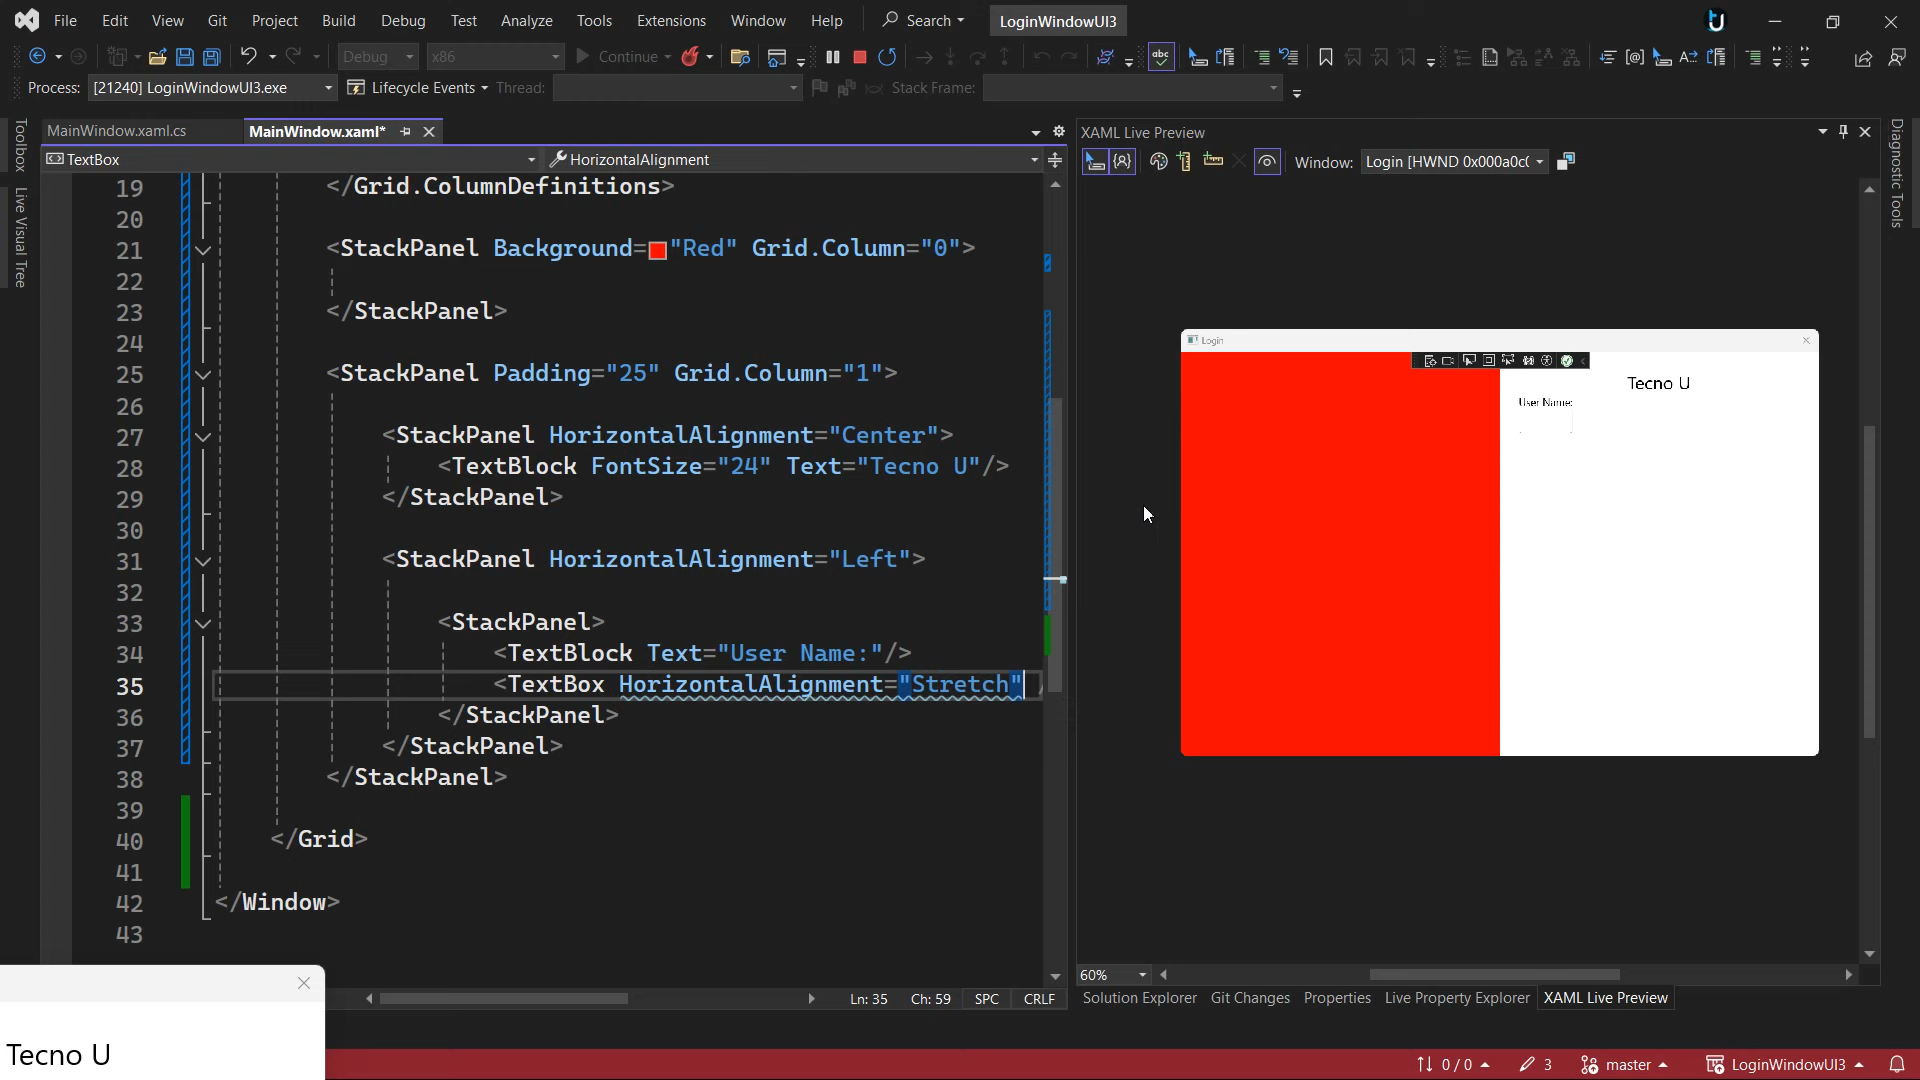 File Edit View Git Project Build Debug Test Analyze Tools Extensions Window Help Search LoginWindowUI3
Debug x86 Continue
Process: [21240] LoginWindowUI3.exe Lifecycle Events Thread: Stack Frame:
Toolbox
Live Visual Tree
MainWindow.xaml.cs MainWindow.xaml*
TextBox HorizontalAlignment
19 </Grid.ColumnDefinitions>
20
21 <StackPanel Background="Red" Grid.Column="0">
22
23 </StackPanel>
24
25 <StackPanel Padding="25" Grid.Column="1">
26
27 <StackPanel HorizontalAlignment="Center">
28 <TextBlock FontSize="24" Text="Tecno U"/>
29 </StackPanel>
30
31 <StackPanel HorizontalAlignment="Left">
32
33 <StackPanel>
34 <TextBlock Text="User Name:"/>
35 <TextBox HorizontalAlignment="Stretch" /
36 </StackPanel>
37 </StackPanel>
38 </StackPanel>
39
40 </Grid>
41
42 </Window>
43
Ln: 35 Ch: 59 SPC CRLF
XAML Live Preview
Window: Login [HWND 0x000a0c(
Login
Tecno U
User Name:
60%
Solution Explorer Git Changes Properties Live Property Explorer XAML Live Preview
Diagnostic Tools
Tecno U
0 / 0 3 master LoginWindowUI3